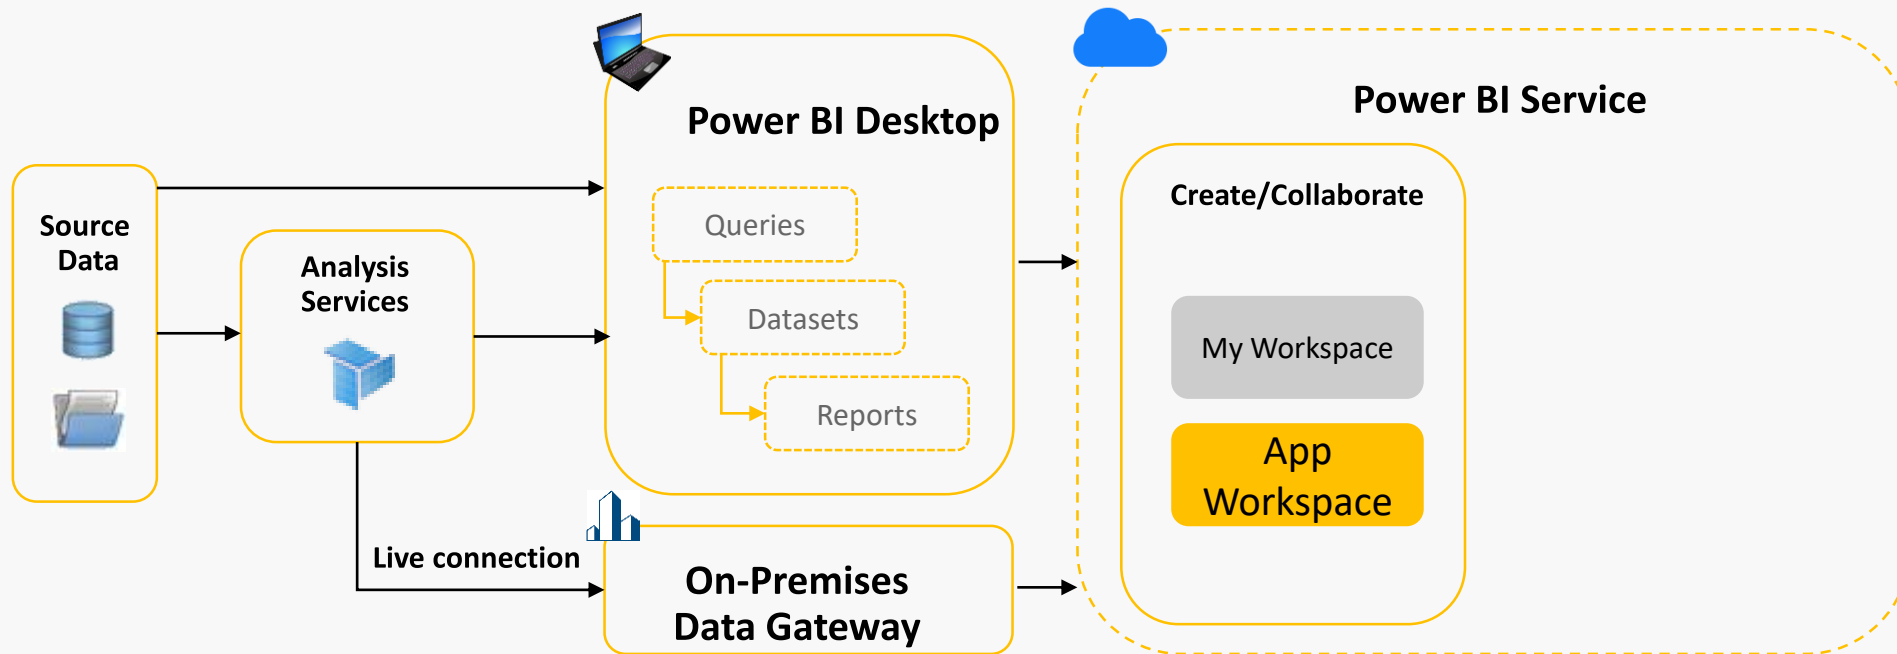 Power BI Desktop
Power BI Service
Source
Data
Analysis
Services
Queries
Datasets
Reports
Create/Collaborate
My Workspace
App
Workspace
Live connection
On-Premises
Data Gateway